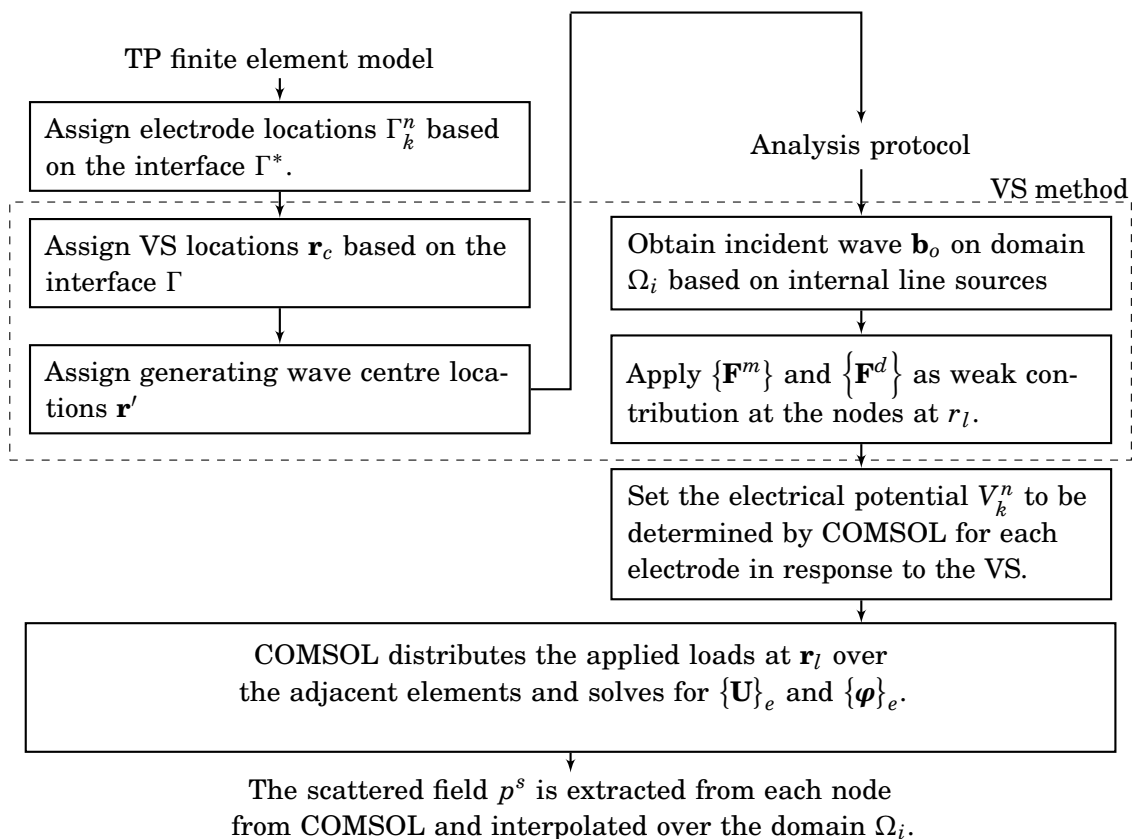 TP finite element model
Assign electrode locations Γₖⁿ based
on the interface Γ*.
Assign VS locations r_c based on the
interface Γ
Assign generating wave centre loca-
tions r′
Analysis protocol
VS method
Obtain incident wave b_o on domain
Ω_i based on internal line sources
Apply {F^m} and {F^d} as weak con-
tribution at the nodes at r_l.
Set the electrical potential Vₖⁿ to be
determined by COMSOL for each
electrode in response to the VS.
COMSOL distributes the applied loads at r_l over
the adjacent elements and solves for {U}_e and {φ}_e.
The scattered field p^s is extracted from each node
from COMSOL and interpolated over the domain Ω_i.